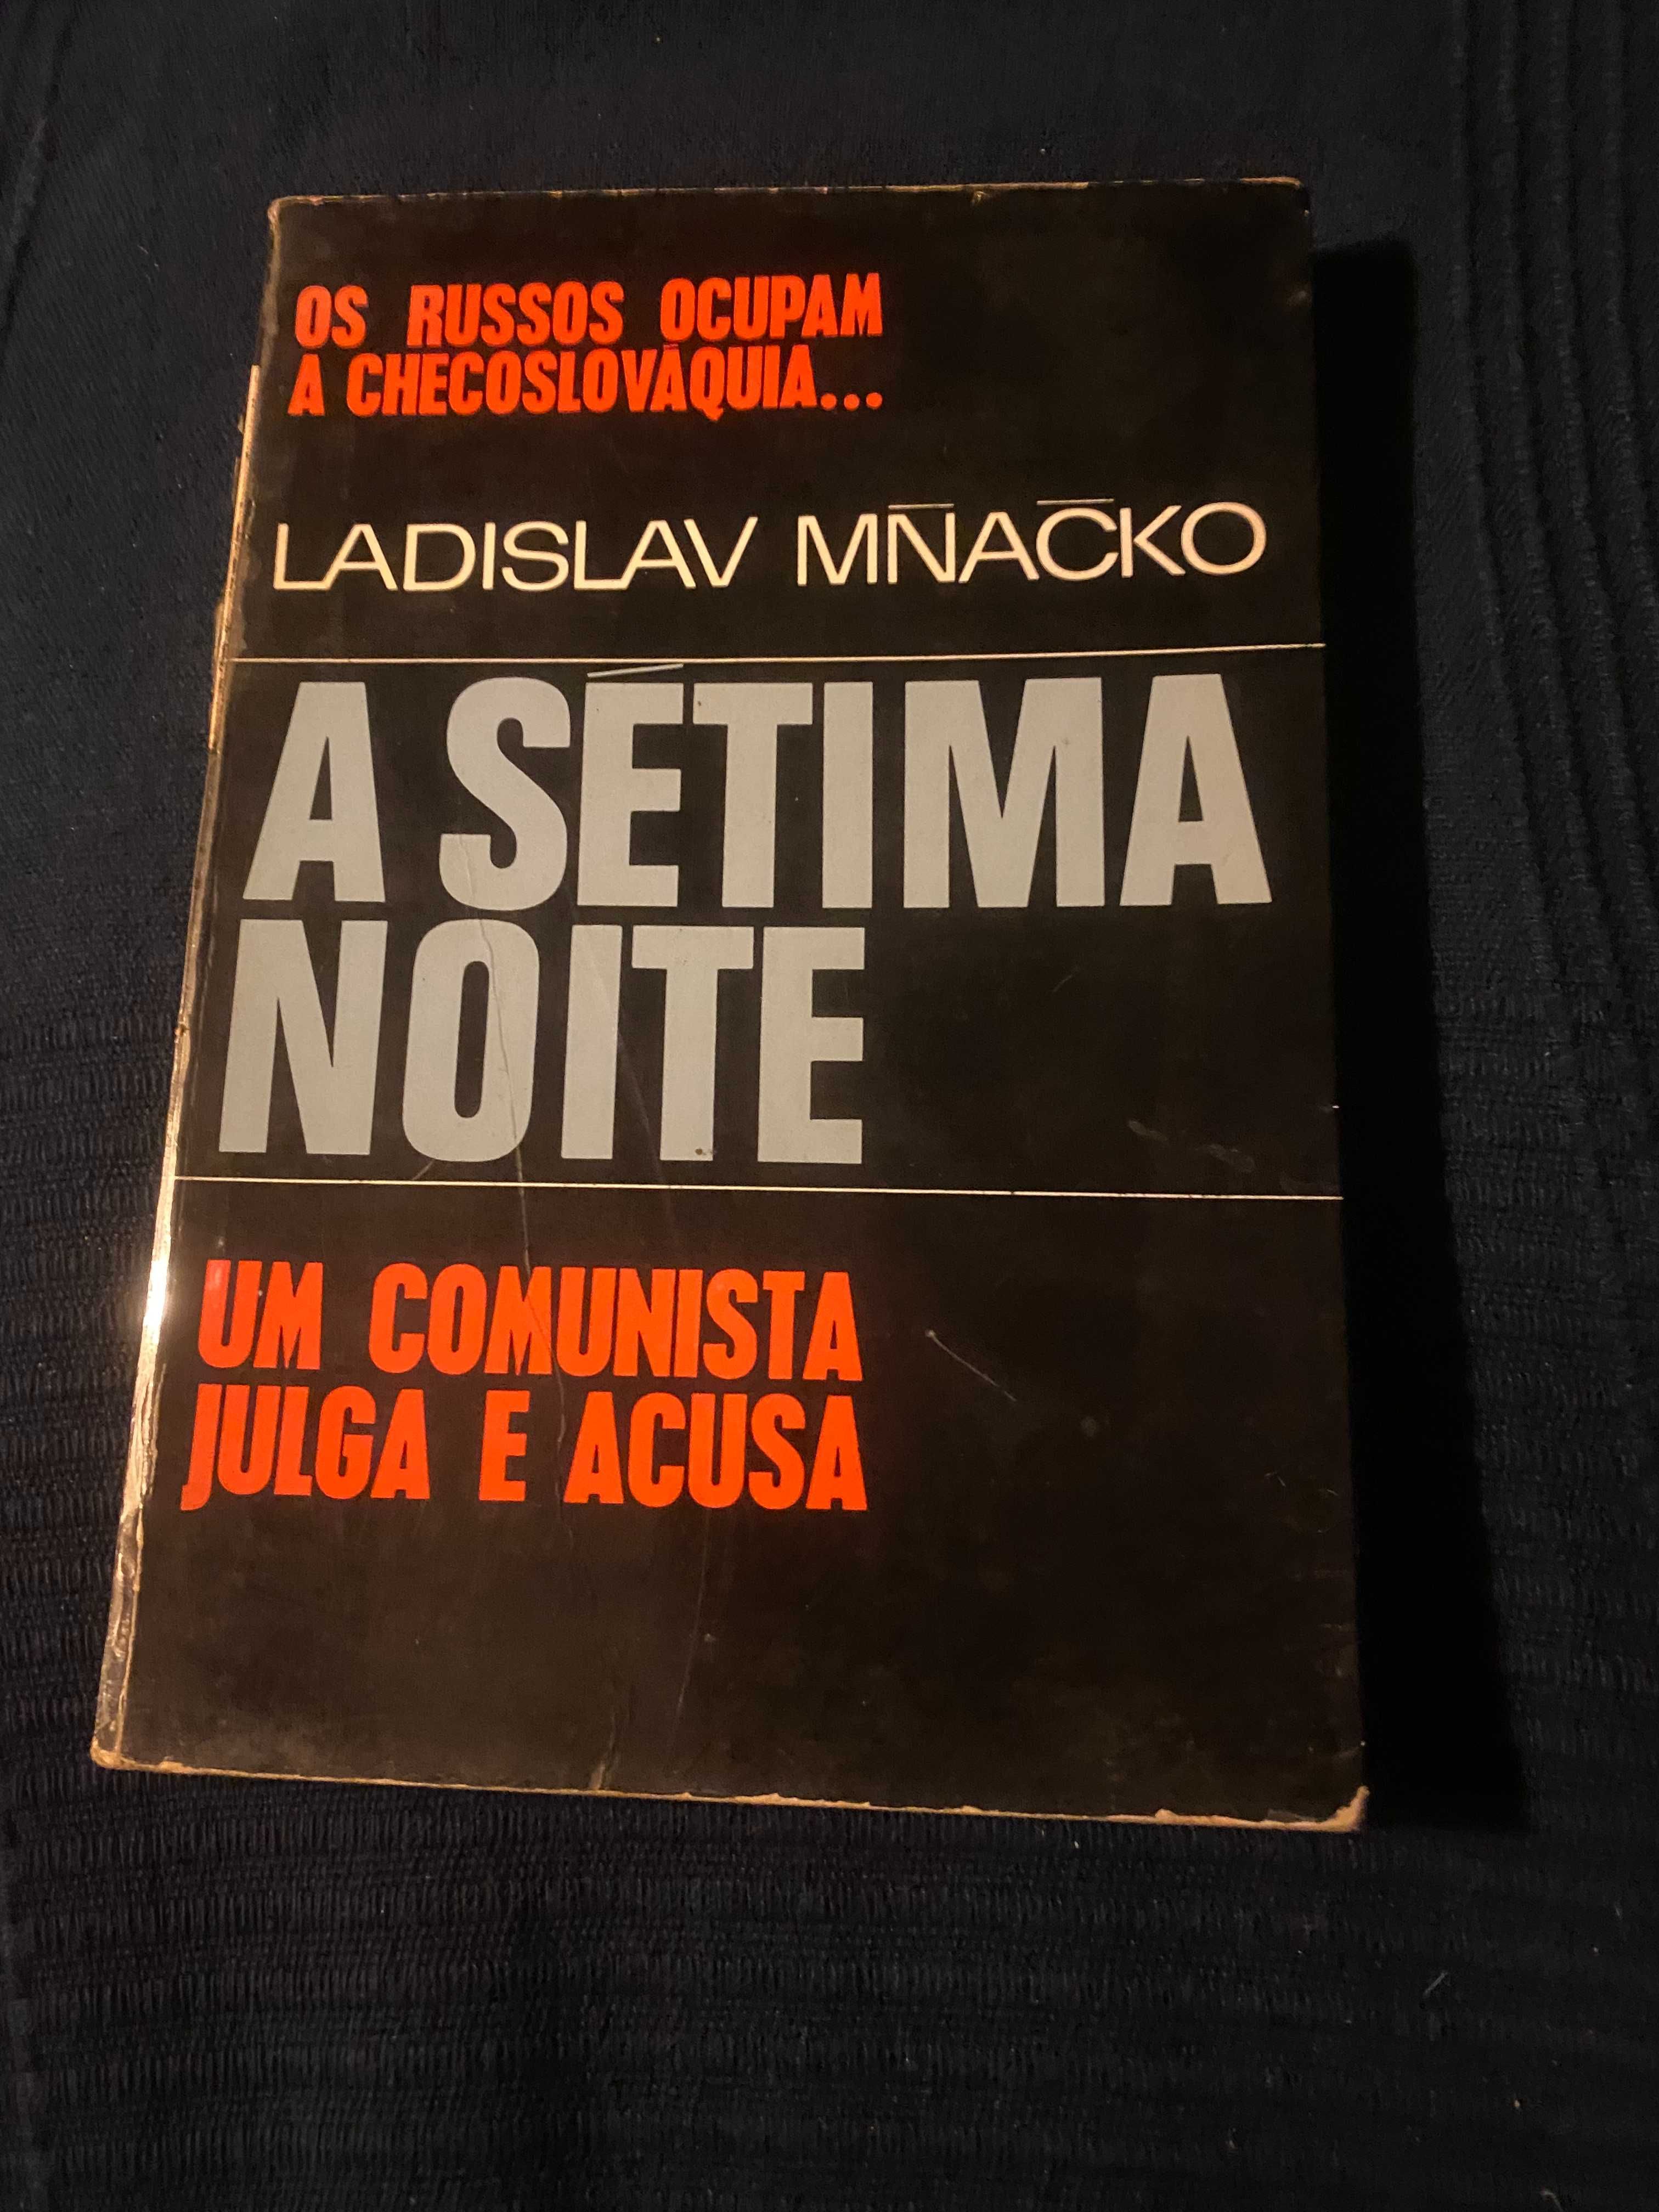 OS RUSSOS OCUPAM
A CHECOSLOVÁQUIA...
LADISLAV MŇAČKO
A SÉTIMA
NOITE
UM COMUNISTA
JULGA E ACUSA